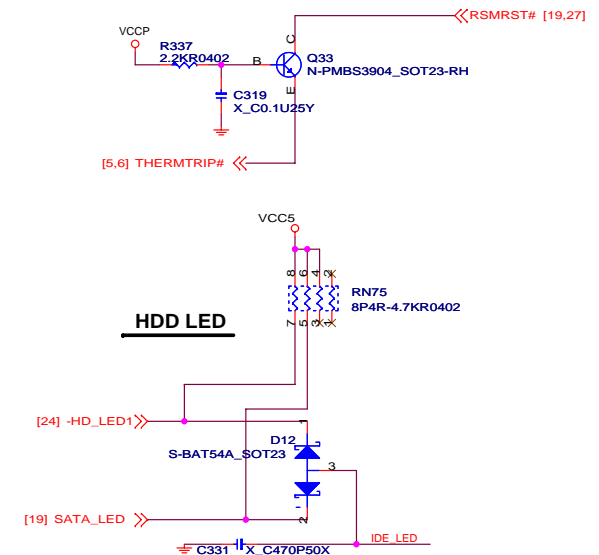 RSMRST# [19,27]
VCCP
R337
2.2KR0402
C
B
E
Q33
N-PMBS3904_SOT23-RH
C319
X_C0.1U25Y
[5,6] THERMTRIP#
VCC5
8
6
4
2
RN75
8P4R-4.7KR0402
7
5
3
1
HDD LED
[24] -HD_LED1
1
D12
S-BAT54A_SOT23
3
[19] SATA_LED
2
IDE_LED
C331 X_C470P50X